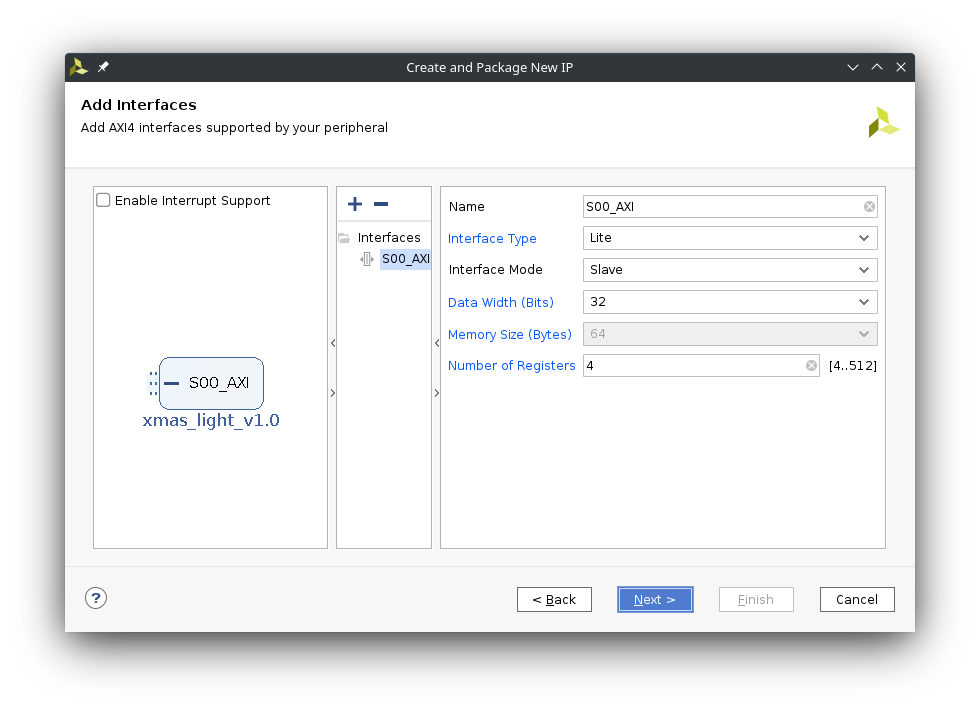 Create and Package New IP
Add Interfaces
Add AXI4 interfaces supported by your peripheral
Enable Interrupt Support
S00_AXI
xmas_light_v1.0
Interfaces
S00_AXI
Name S00_AXI
Interface Type Lite
Interface Mode Slave
Data Width (Bits) 32
Memory Size (Bytes) 64
Number of Registers 4 [4..512]
? < Back Next > Finish Cancel